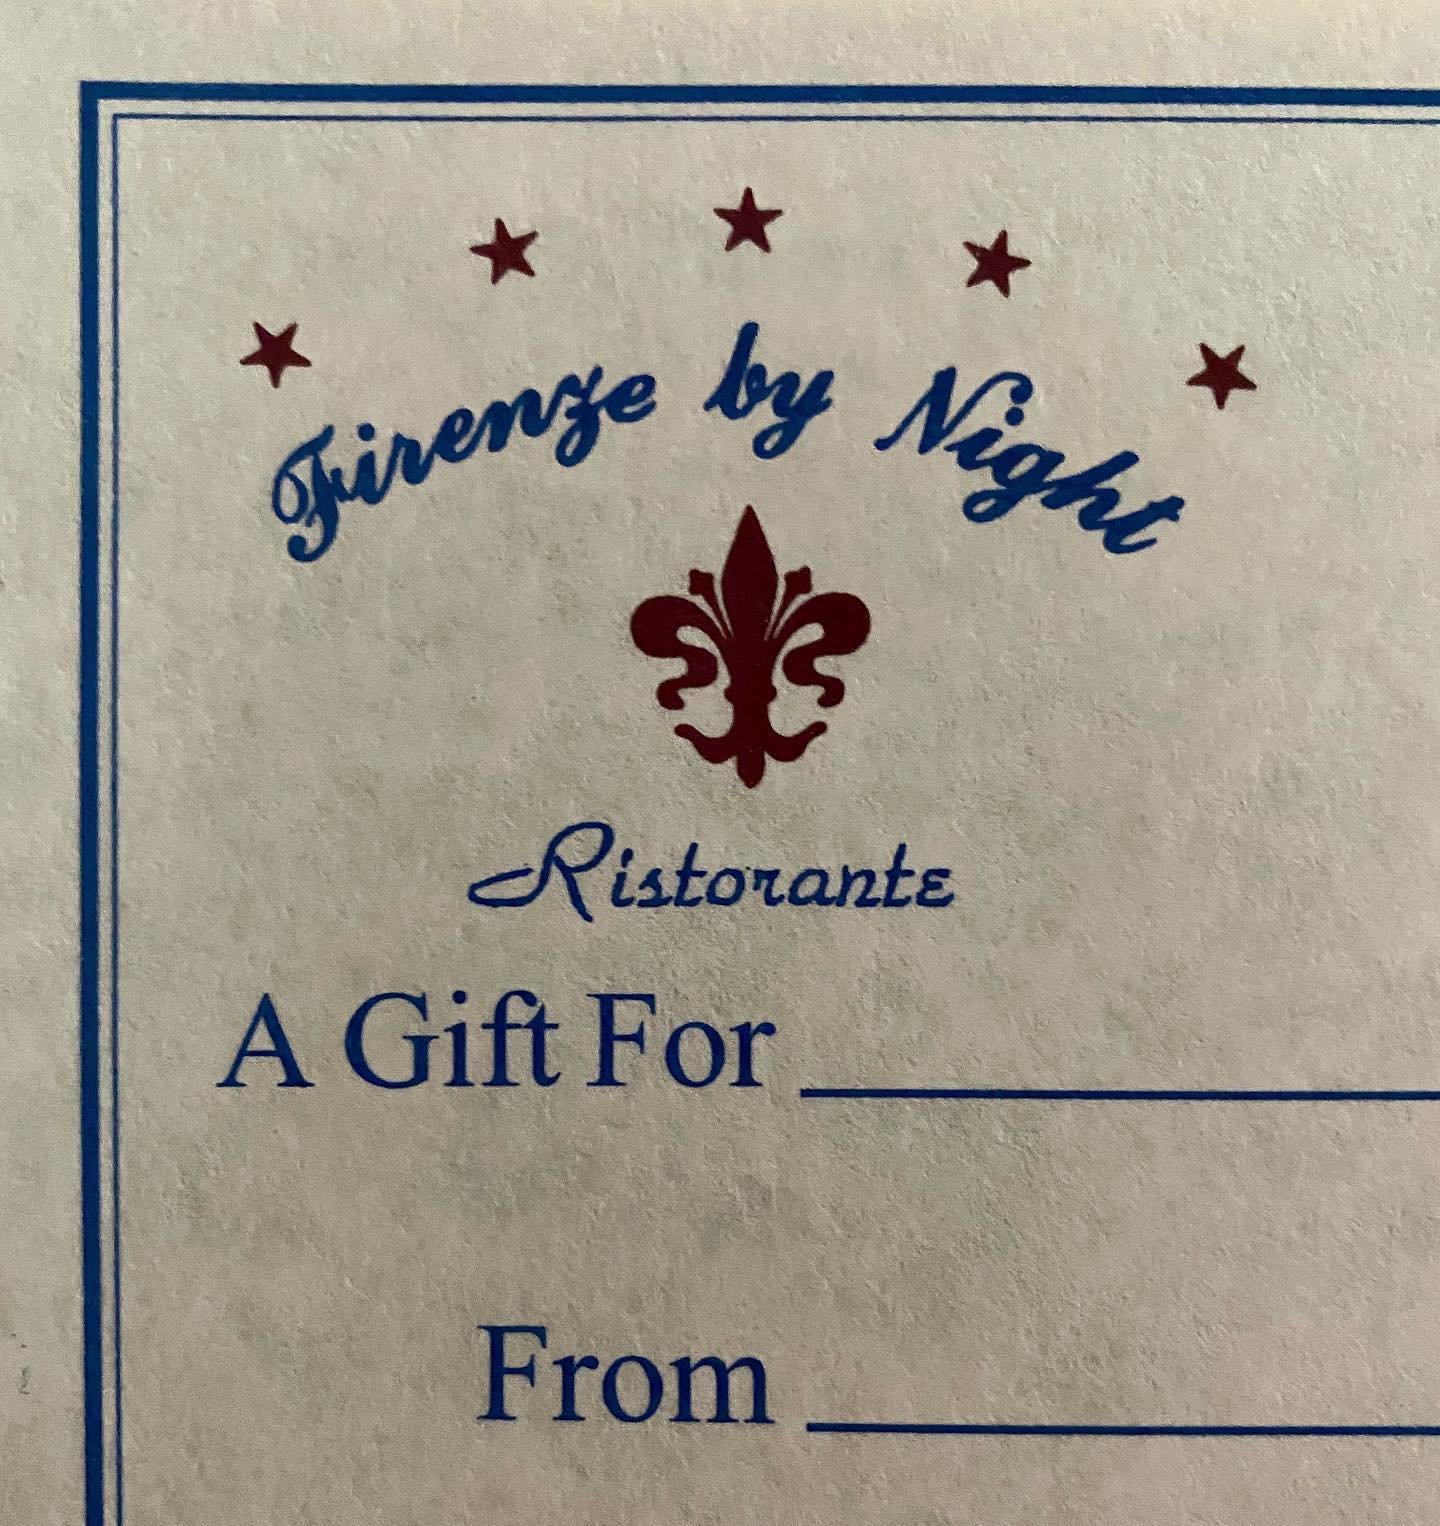 Firenze by Night
Ristorante
A Gift For
From